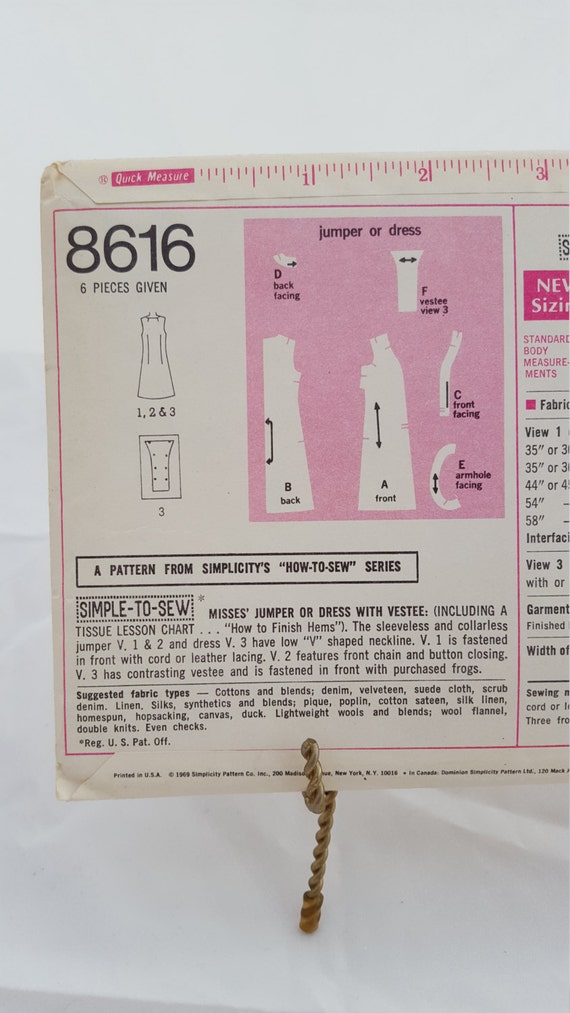 Quick Measure 1 2 3
8616
6 PIECES GIVEN
1, 2 & 3
3
jumper or dress
D
back
facing
F
vestee
view 3
C
front
facing
E
armhole
facing
B
back
A
front
A PATTERN FROM SIMPLICITY'S "HOW-TO-SEW" SERIES
SIMPLE-TO-SEW* MISSES' JUMPER OR DRESS WITH VESTEE: (INCLUDING A
TISSUE LESSON CHART . . . "How to Finish Hems"). The sleeveless and collarless
jumper V. 1 & 2 and dress V. 3 have low "V" shaped neckline. V. 1 is fastened
in front with cord or leather lacing. V. 2 features front chain and button closing.
V. 3 has contrasting vestee and is fastened in front with purchased frogs.
Suggested fabric types — Cottons and blends; denim, velveteen, suede cloth, scrub
denim. Linen. Silks, synthetics and blends; pique, poplin, cotton sateen, silk linen,
homespun, hopsacking, canvas, duck. Lightweight wools and blends; wool flannel,
double knits. Even checks.
*Reg. U. S. Pat. Off.
Printed in U.S.A. © 1969 Simplicity Pattern Co. Inc., 200 Madison Avenue, New York, N.Y. 10016 • In Canada: Dominion Simplicity Pattern Ltd., 120 Mack
NEW
Sizin
STANDARD
BODY
MEASURE-
MENTS
Fabric
View 1
35" or 3
35" or 3
44" or 4
54" –
58" –
Interfaci
View 3
with or
Garment
Finished
Width of
Sewing n
cord or le
Three fro